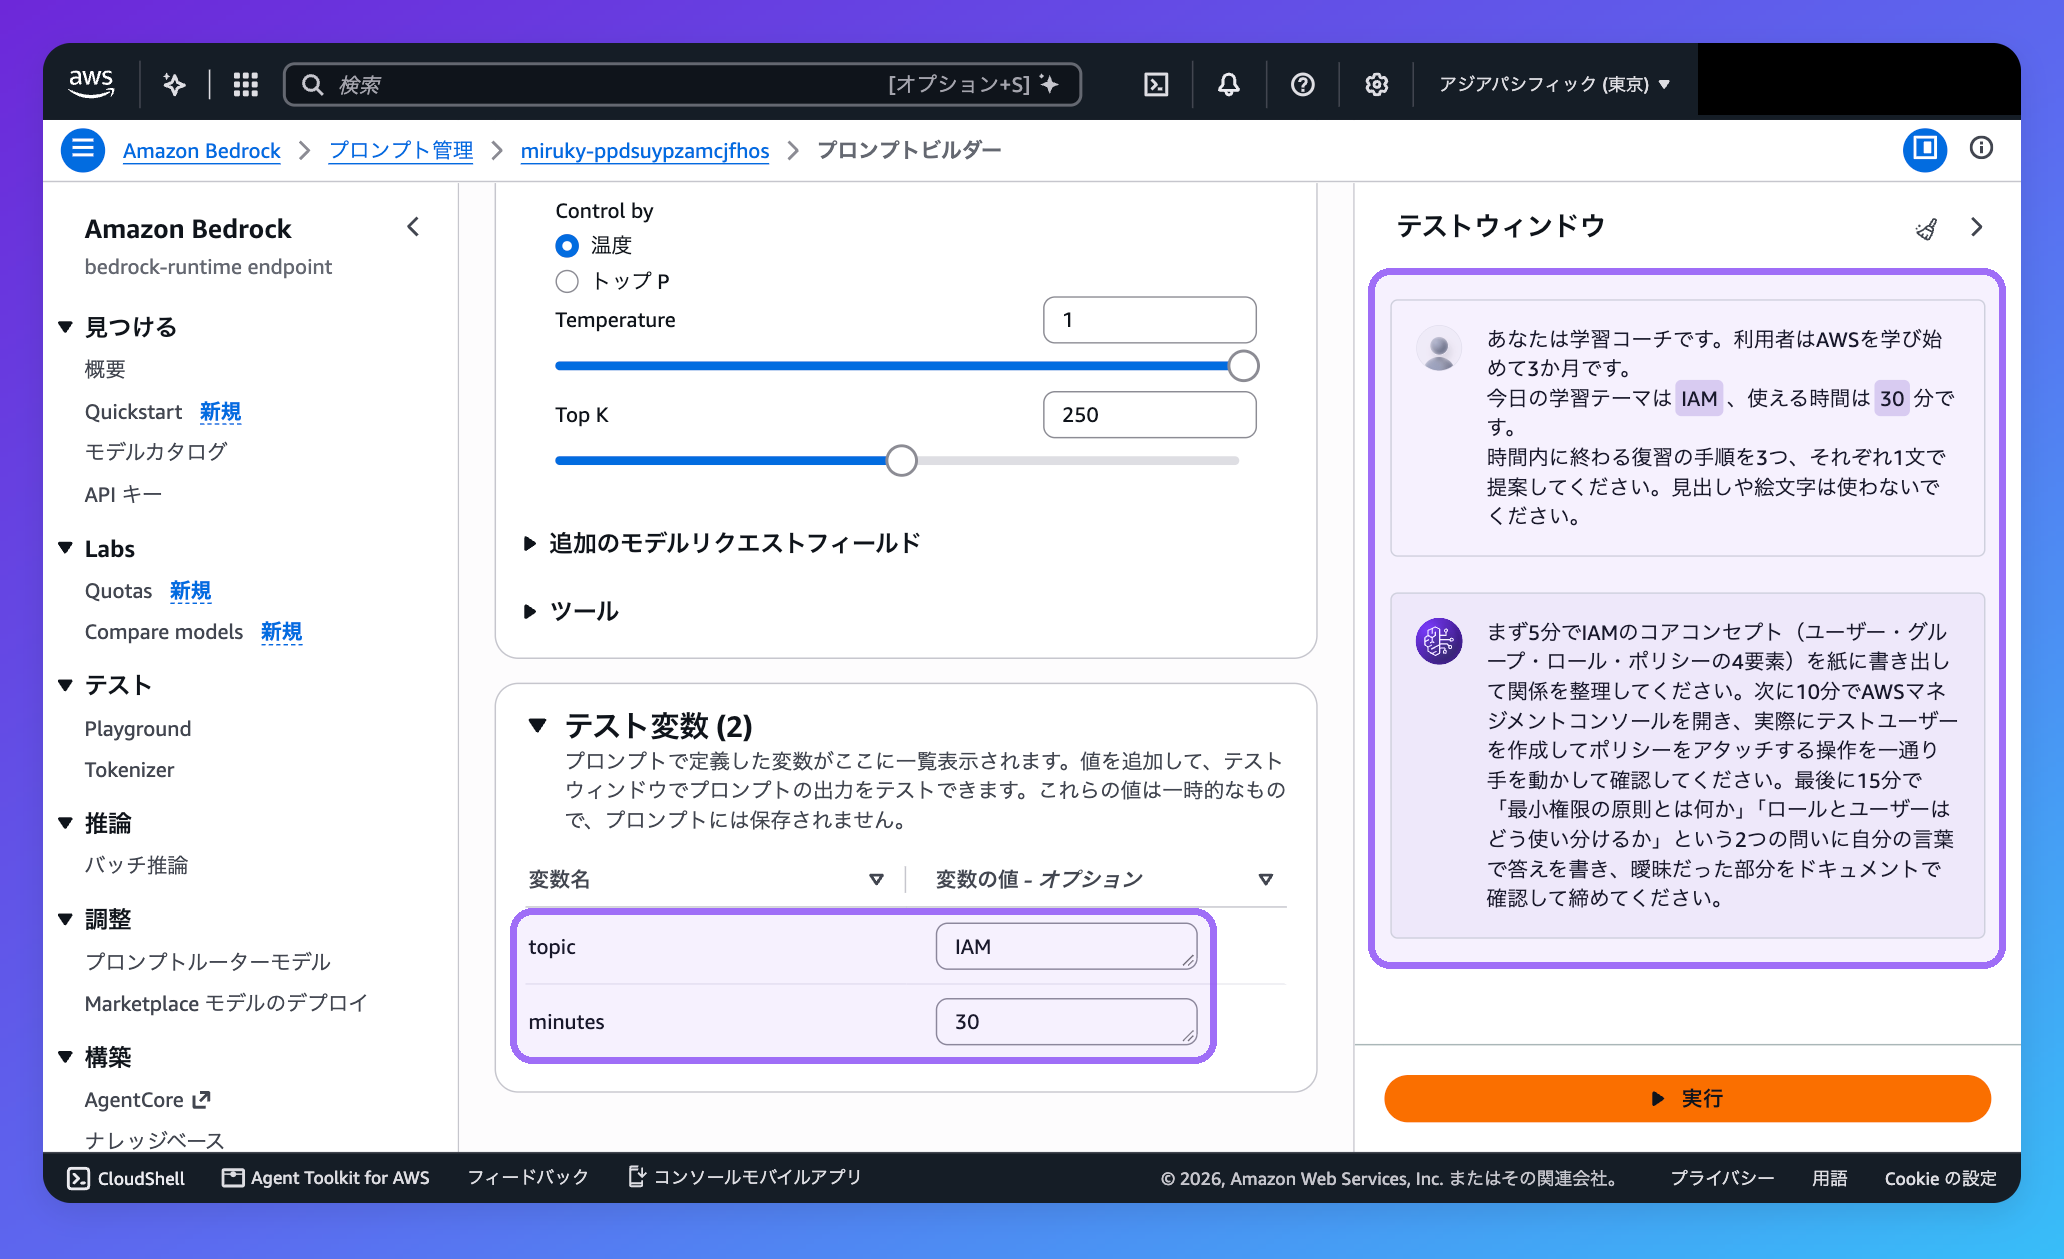 aws
検索
[オプション+S]
アジアパシフィック (東京) ▼
Amazon Bedrock
プロンプト管理
miruky-ppdsuypzamcjfhos
プロンプトビルダー
Amazon Bedrock
bedrock-runtime endpoint
▼ 見つける
概要
Quickstart 新規
モデルカタログ
API キー
▼ Labs
Quotas 新規
Compare models 新規
▼ テスト
Playground
Tokenizer
▼ 推論
バッチ推論
▼ 調整
プロンプトルーターモデル
Marketplace モデルのデプロイ
▼ 構築
AgentCore
ナレッジベース
Control by
温度
トップ P
Temperature
1
Top K
250
▶ 追加のモデルリクエストフィールド
▶ ツール
▼ テスト変数 (2)
プロンプトで定義した変数がここに一覧表示されます。値を追加して、テスト
ウィンドウでプロンプトの出力をテストできます。これらの値は一時的なもの
で、プロンプトには保存されません。
変数名
変数の値 - オプション
topic
IAM
minutes
30
テストウィンドウ
あなたは学習コーチです。利用者はAWSを学び始
めて3か月です。
今日の学習テーマは IAM 、使える時間は 30 分で
す。
時間内に終わる復習の手順を3つ、それぞれ1文で
提案してください。見出しや絵文字は使わないで
ください。
まず5分でIAMのコアコンセプト（ユーザー・グル
ープ・ロール・ポリシーの4要素）を紙に書き出し
て関係を整理してください。次に10分でAWSマネ
ジメントコンソールを開き、実際にテストユーザー
を作成してポリシーをアタッチする操作を一通り
手を動かして確認してください。最後に15分で
「最小権限の原則とは何か」「ロールとユーザーは
どう使い分けるか」という2つの問いに自分の言葉
で答えを書き、曖昧だった部分をドキュメントで
確認して締めてください。
▶ 実行
CloudShell
Agent Toolkit for AWS
フィードバック
コンソールモバイルアプリ
© 2026, Amazon Web Services, Inc. またはその関連会社。
プライバシー
用語
Cookie の設定